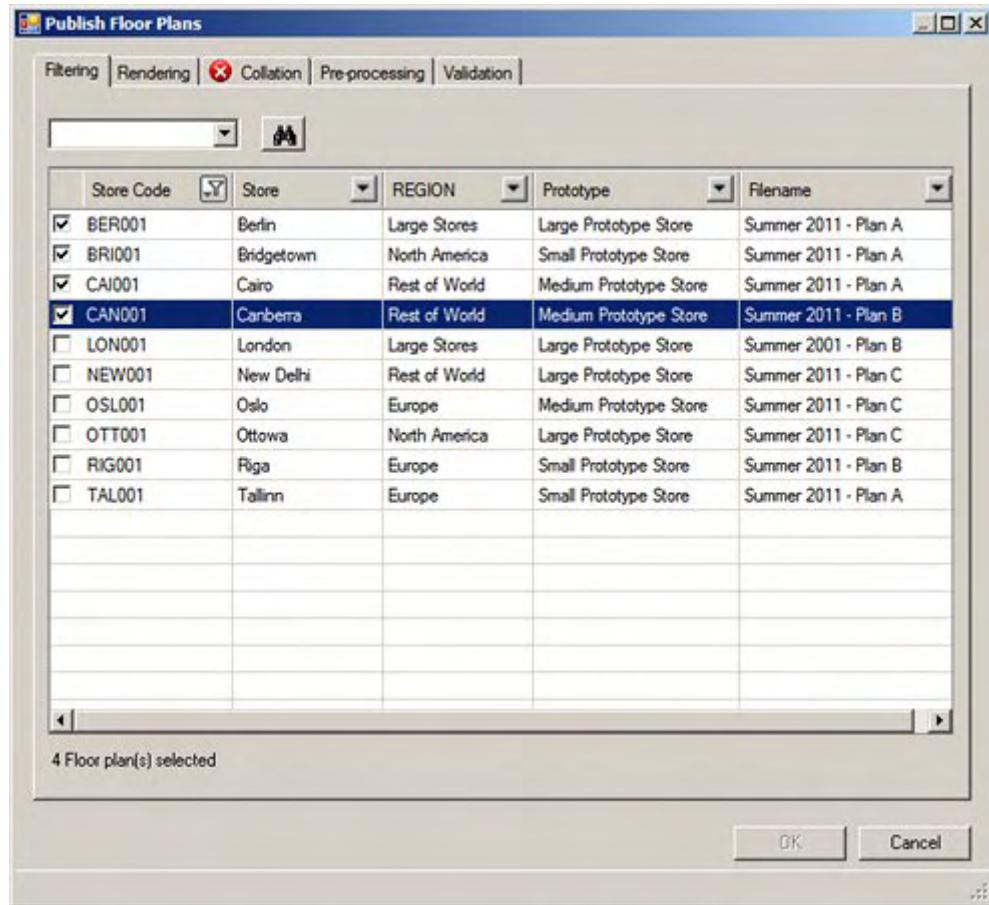 Publish Floor Plans
Filtering Rendering Collation Pre-processing Validation
Store Code Store REGION Prototype Filename
BER001 Berlin Large Stores Large Prototype Store Summer 2011 - Plan A
BRI001 Bridgetown North America Small Prototype Store Summer 2011 - Plan A
CAI001 Cairo Rest of World Medium Prototype Store Summer 2011 - Plan A
CAN001 Canberra Rest of World Medium Prototype Store Summer 2011 - Plan B
LON001 London Large Stores Large Prototype Store Summer 2001 - Plan B
NEW001 New Delhi Rest of World Large Prototype Store Summer 2011 - Plan C
OSL001 Oslo Europe Medium Prototype Store Summer 2011 - Plan C
OTT001 Ottowa North America Large Prototype Store Summer 2011 - Plan C
RIG001 Riga Europe Small Prototype Store Summer 2011 - Plan B
TAL001 Tallinn Europe Small Prototype Store Summer 2011 - Plan A
4 Floor plan(s) selected
OK Cancel